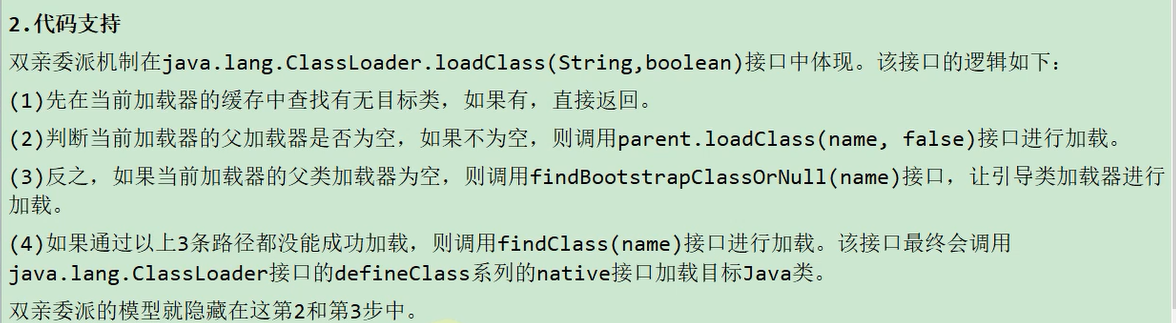 2.代码支持
双亲委派机制在java.lang.ClassLoader.loadClass(String,boolean)接口中体现。该接口的逻辑如下：
(1)先在当前加载器的缓存中查找有无目标类，如果有，直接返回。
(2)判断当前加载器的父加载器是否为空，如果不为空，则调用parent.loadClass(name, false)接口进行加载。
(3)反之，如果当前加载器的父类加载器为空，则调用findBootstrapClassOrNull(name)接口，让引导类加载器进行
加载。
(4)如果通过以上3条路径都没能成功加载，则调用findClass(name)接口进行加载。该接口最终会调用
java.lang.ClassLoader接口的defineClass系列的native接口加载目标Java类。
双亲委派的模型就隐藏在这第2和第3步中。